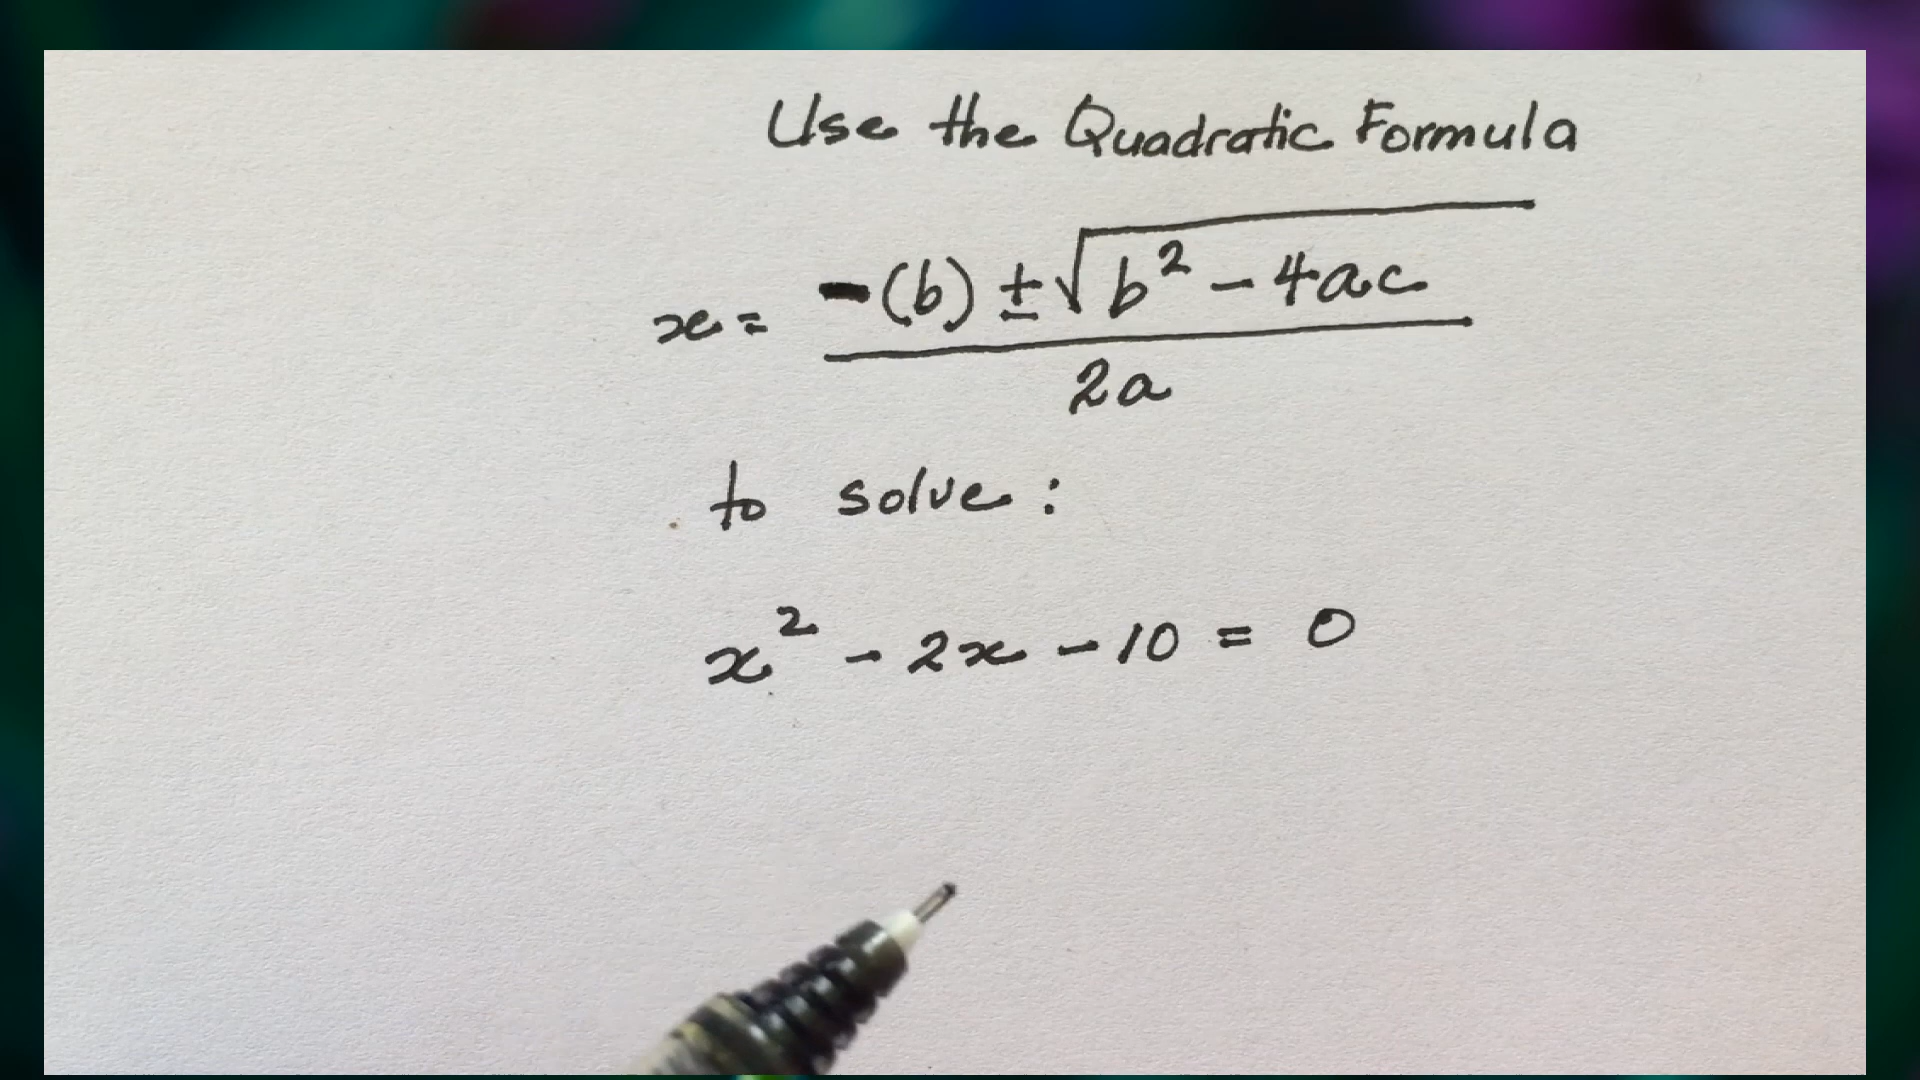 Use the Quadratic Formula
x = -(b) ± √b² - 4ac
2a
to solve :
x² - 2x - 10 = 0